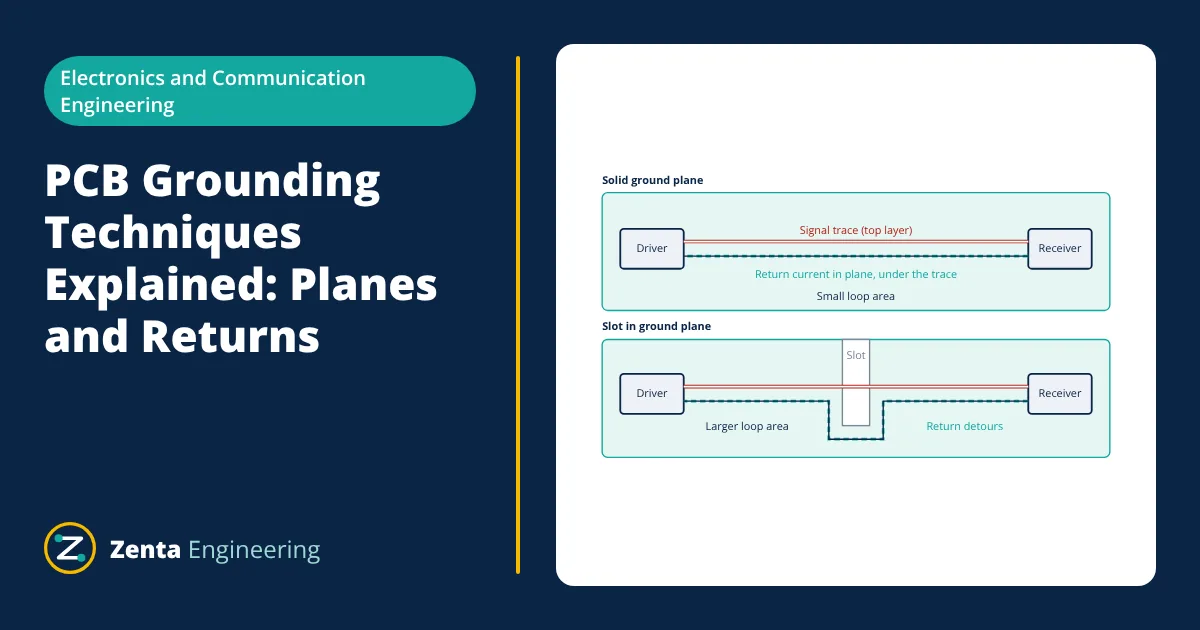 Electronics and Communication
Engineering
PCB Grounding
Techniques
Explained: Planes
and Returns
Zenta Engineering
Solid ground plane
Driver
Signal trace (top layer)
Receiver
Return current in plane, under the trace
Small loop area
Slot in ground plane
Slot
Driver
Receiver
Larger loop area
Return detours